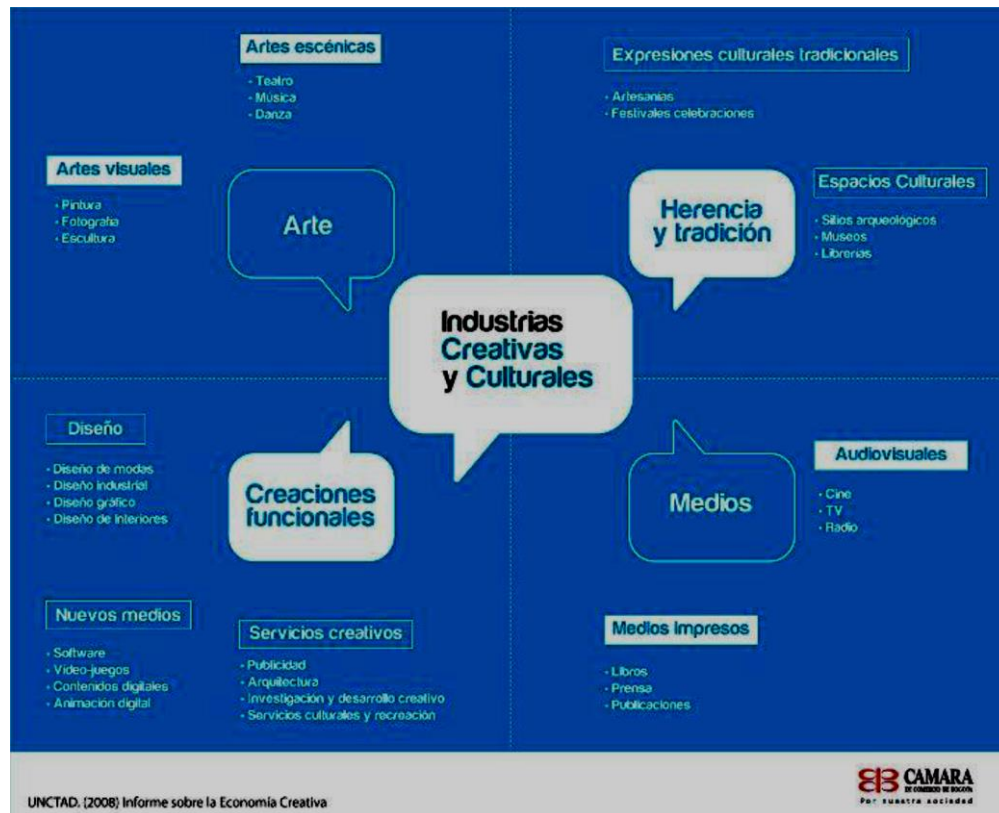 Artes escénicas
- Teatro
- Música
- Danza
Artes visuales
- Pintura
- Fotografía
- Escultura
Arte
Expresiones culturales tradicionales
- Artesanías
- Festivales celebraciones
Espacios Culturales
- Sitios arqueológicos
- Museos
- Librerías
Herencia
y tradición
Industrias
Creativas
y Culturales
Diseño
- Diseño de modas
- Diseño industrial
- Diseño gráfico
- Diseño de interiores
Creaciones
funcionales
Nuevos medios
- Software
- Video-juegos
- Contenidos digitales
- Animación digital
Servicios creativos
- Publicidad
- Arquitectura
- Investigación y desarrollo creativo
- Servicios culturales y recreación
Medios
Audiovisuales
- Cine
- TV
- Radio
Medios impresos
- Libros
- Prensa
- Publicaciones
UNCTAD. (2008) Informe sobre la Economía Creativa
CAMARA
DE COMERCIO DE BOGOTA
Por nuestra sociedad